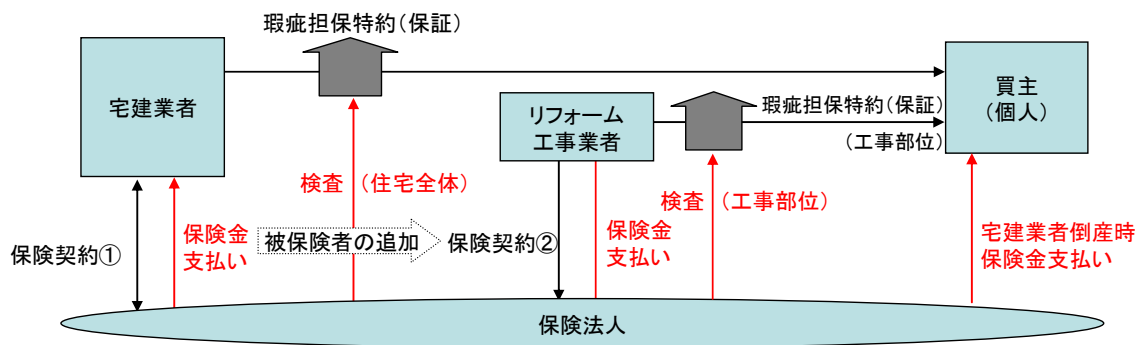 瑕疵担保特約（保証）
宅建業者
リフォーム
工事業者
瑕疵担保特約（保証）
（工事部位）
買主
（個人）
検査（住宅全体）
検査（工事部位）
保険契約①
保険金
支払い
被保険者の追加
保険契約②
保険金
支払い
宅建業者倒産時
保険金支払い
保険法人